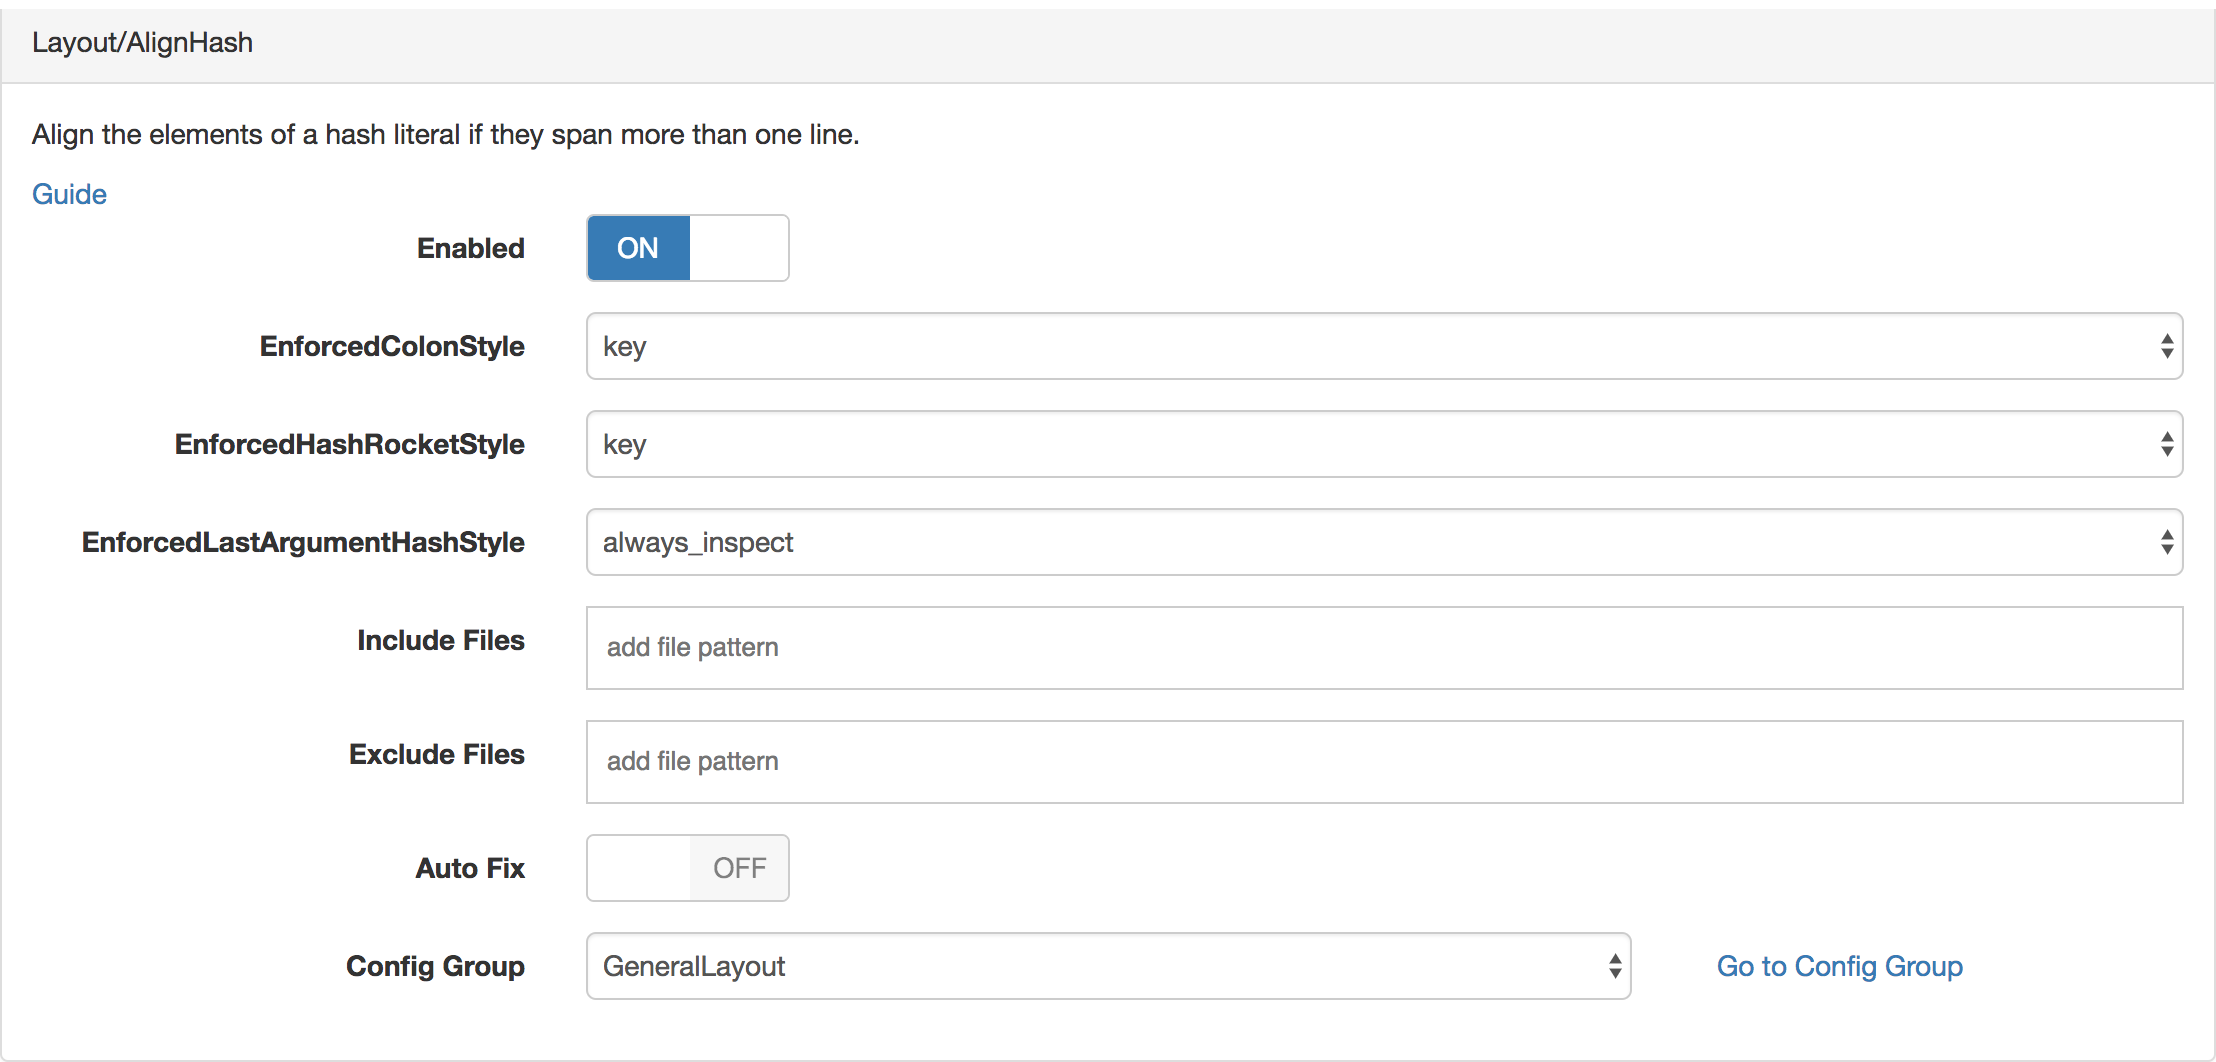 Layout/AlignHash
Align the elements of a hash literal if they span more than one line.
Guide
Enabled ON
EnforcedColonStyle key
EnforcedHashRocketStyle key
EnforcedLastArgumentHashStyle always_inspect
Include Files add file pattern
Exclude Files add file pattern
Auto Fix OFF
Config Group GeneralLayout Go to Config Group